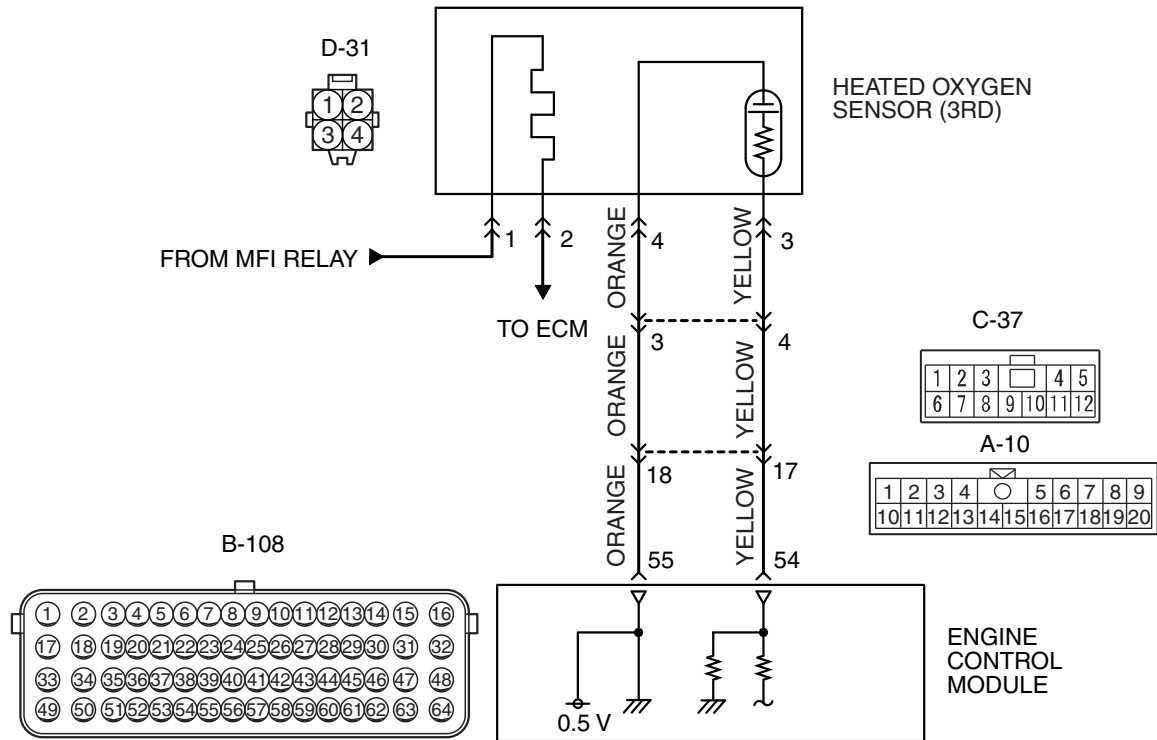 D-31
1 2
3 4
HEATED OXYGEN
SENSOR (3RD)
1 2 4 3
ORANGE YELLOW
FROM MFI RELAY
TO ECM
3 4
ORANGE YELLOW
C-37
1 2 3 4 5
6 7 8 9 10 11 12
18 17
A-10
1 2 3 4 5 6 7 8 9
10 11 12 13 14 15 16 17 18 19 20
ORANGE YELLOW
55 54
B-108
1 2 3 4 5 6 7 8 9 10 11 12 13 14 15 16
17 18 19 20 21 22 23 24 25 26 27 28 29 30 31 32
33 34 35 36 37 38 39 40 41 42 43 44 45 46 47 48
49 50 51 52 53 54 55 56 57 58 59 60 61 62 63 64
ENGINE
CONTROL
MODULE
0.5 V